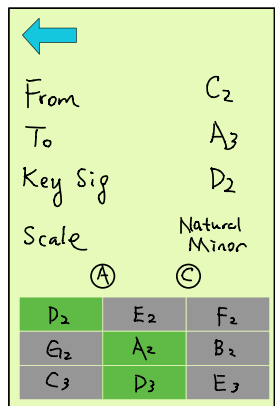 From C2
To A3
Key Sig D2
Scale Natural Minor
A C
D2 E2 F2
G2 A2 B2
C3 D3 E3